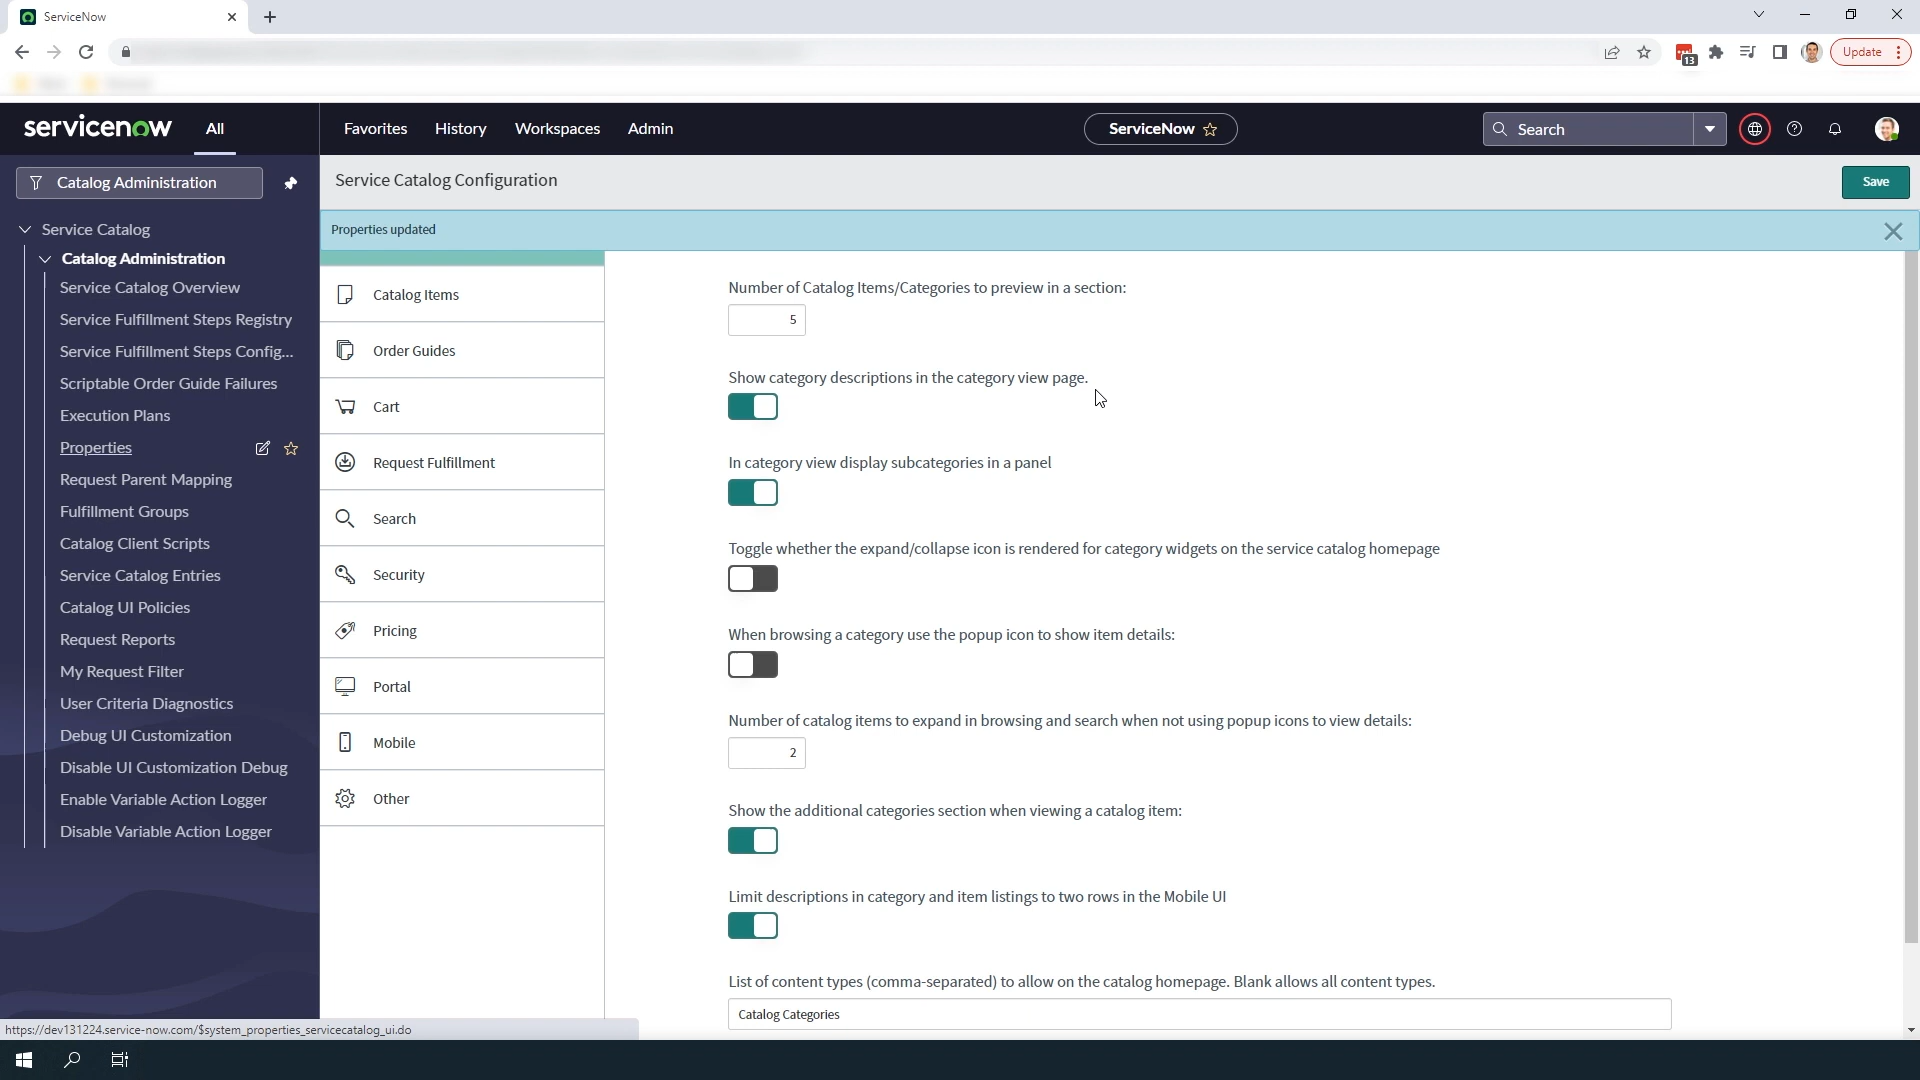 ServiceNow
13
Update
servicenow
All
Favorites
History
Workspaces
Admin
ServiceNow
Search
Catalog Administration
Service Catalog Configuration
Save
Properties updated
Service Catalog
Catalog Administration
Service Catalog Overview
Service Fulfillment Steps Registry
Service Fulfillment Steps Config...
Scriptable Order Guide Failures
Execution Plans
Properties
Request Parent Mapping
Fulfillment Groups
Catalog Client Scripts
Service Catalog Entries
Catalog UI Policies
Request Reports
My Request Filter
User Criteria Diagnostics
Debug UI Customization
Disable UI Customization Debug
Enable Variable Action Logger
Disable Variable Action Logger
Catalog Items
Order Guides
Cart
Request Fulfillment
Search
Security
Pricing
Portal
Mobile
Other
Number of Catalog Items/Categories to preview in a section:
5
Show category descriptions in the category view page.
In category view display subcategories in a panel
Toggle whether the expand/collapse icon is rendered for category widgets on the service catalog homepage
When browsing a category use the popup icon to show item details:
Number of catalog items to expand in browsing and search when not using popup icons to view details:
2
Show the additional categories section when viewing a catalog item:
Limit descriptions in category and item listings to two rows in the Mobile UI
List of content types (comma-separated) to allow on the catalog homepage. Blank allows all content types.
Catalog Categories
https://dev131224.service-now.com/$system_properties_servicecatalog_ui.do